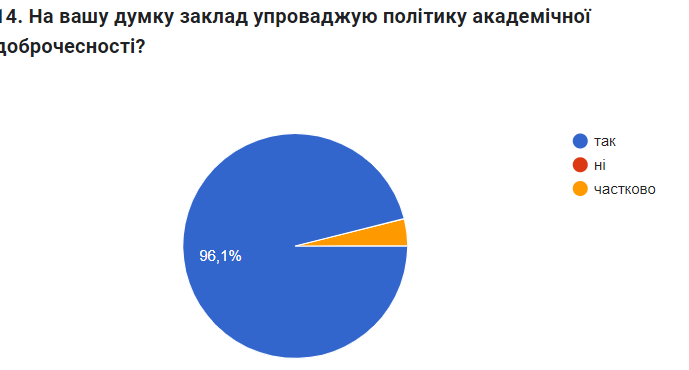 14. На вашу думку заклад упроваджую політику академічної
доброчесності?
так
ні
частково
96,1%